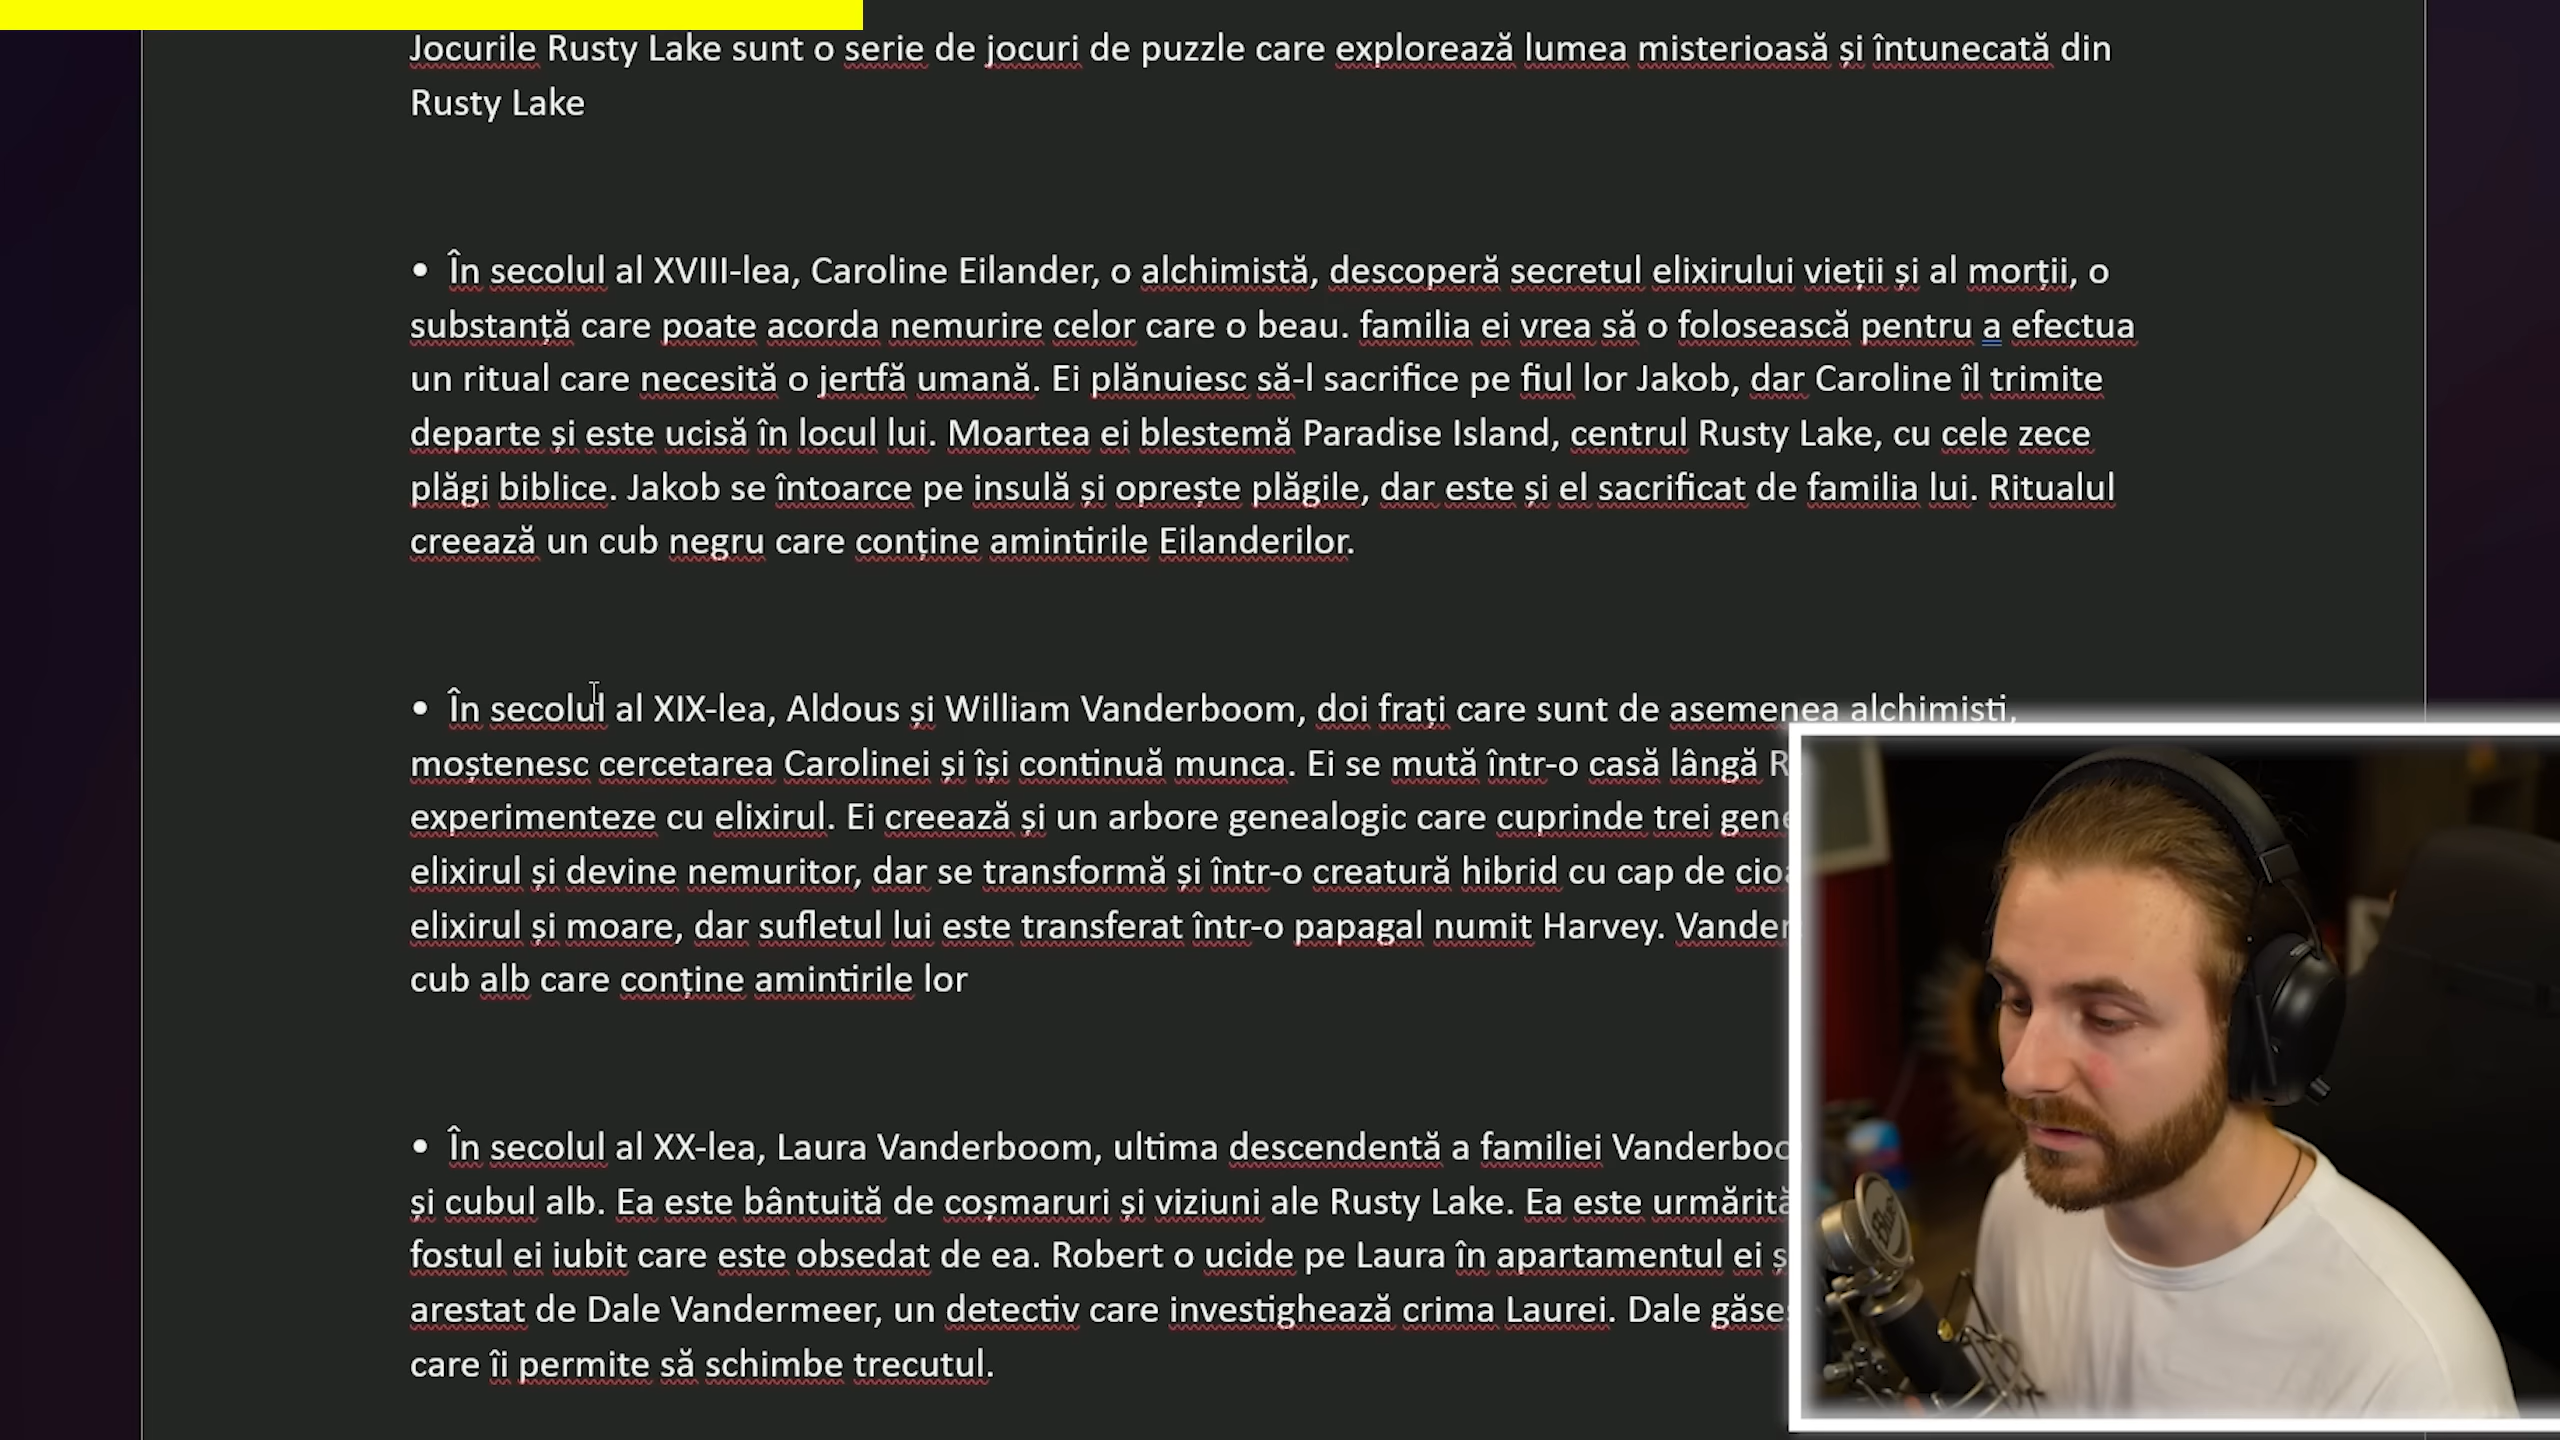 Jocurile Rusty Lake sunt o serie de jocuri de puzzle care explorează lumea misterioasă și întunecată din
Rusty Lake
• În secolul al XVIII-lea, Caroline Eilander, o alchimistă, descoperă secretul elixirului vieții și al morții, o
substanță care poate acorda nemurire celor care o beau. familia ei vrea să o folosească pentru a efectua
un ritual care necesită o jertfă umană. Ei plănuiesc să-l sacrifice pe fiul lor Jakob, dar Caroline îl trimite
departe și este ucisă în locul lui. Moartea ei blestemă Paradise Island, centrul Rusty Lake, cu cele zece
plăgi biblice. Jakob se întoarce pe insulă și oprește plăgile, dar este și el sacrificat de familia lui. Ritualul
creează un cub negru care conține amintirile Eilanderilor.
• În secolul al XIX-lea, Aldous și William Vanderboom, doi frați care sunt de asemenea alchimisti,
moștenesc cercetarea Carolinei și își continuă munca. Ei se mută într-o casă lângă
experimenteze cu elixirul. Ei creează și un arbore genealogic care cuprinde trei
elixirul și devine nemuritor, dar se transformă și într-o creatură hibrid cu cap de
elixirul și moare, dar sufletul lui este transferat într-o papagal numit Harvey.
cub alb care conține amintirile lor
• În secolul al XX-lea, Laura Vanderboom, ultima descendentă a familiei
și cubul alb. Ea este bântuită de coșmaruri și viziuni ale Rusty Lake. Ea este
fostul ei iubit care este obsedat de ea. Robert o ucide pe Laura în apartamentul ei
arestat de Dale Vandermeer, un detectiv care investighează crima Laurei. Dale
care îi permite să schimbe trecutul.
Blue